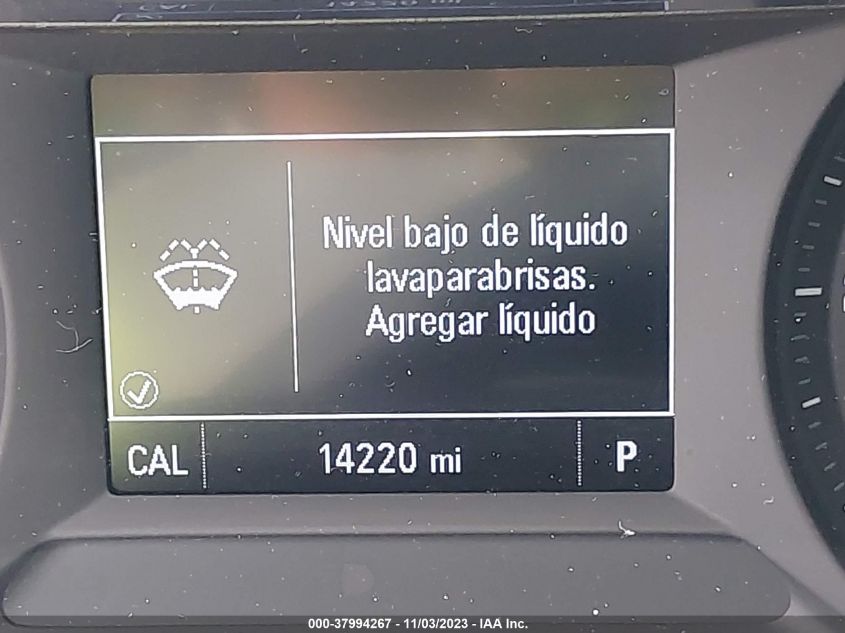 Nivel bajo de líquido
lavaparabrisas.
Agregar líquido
CAL 14220 mi P
000-37994267 - 11/03/2023 - IAA Inc.